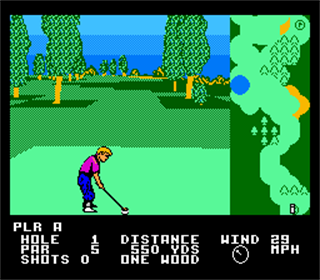 PLR A
HOLE 1 DISTANCE WIND 29
PAR 5 550 YDS MPH
SHOTS 0 ONE WOOD
P